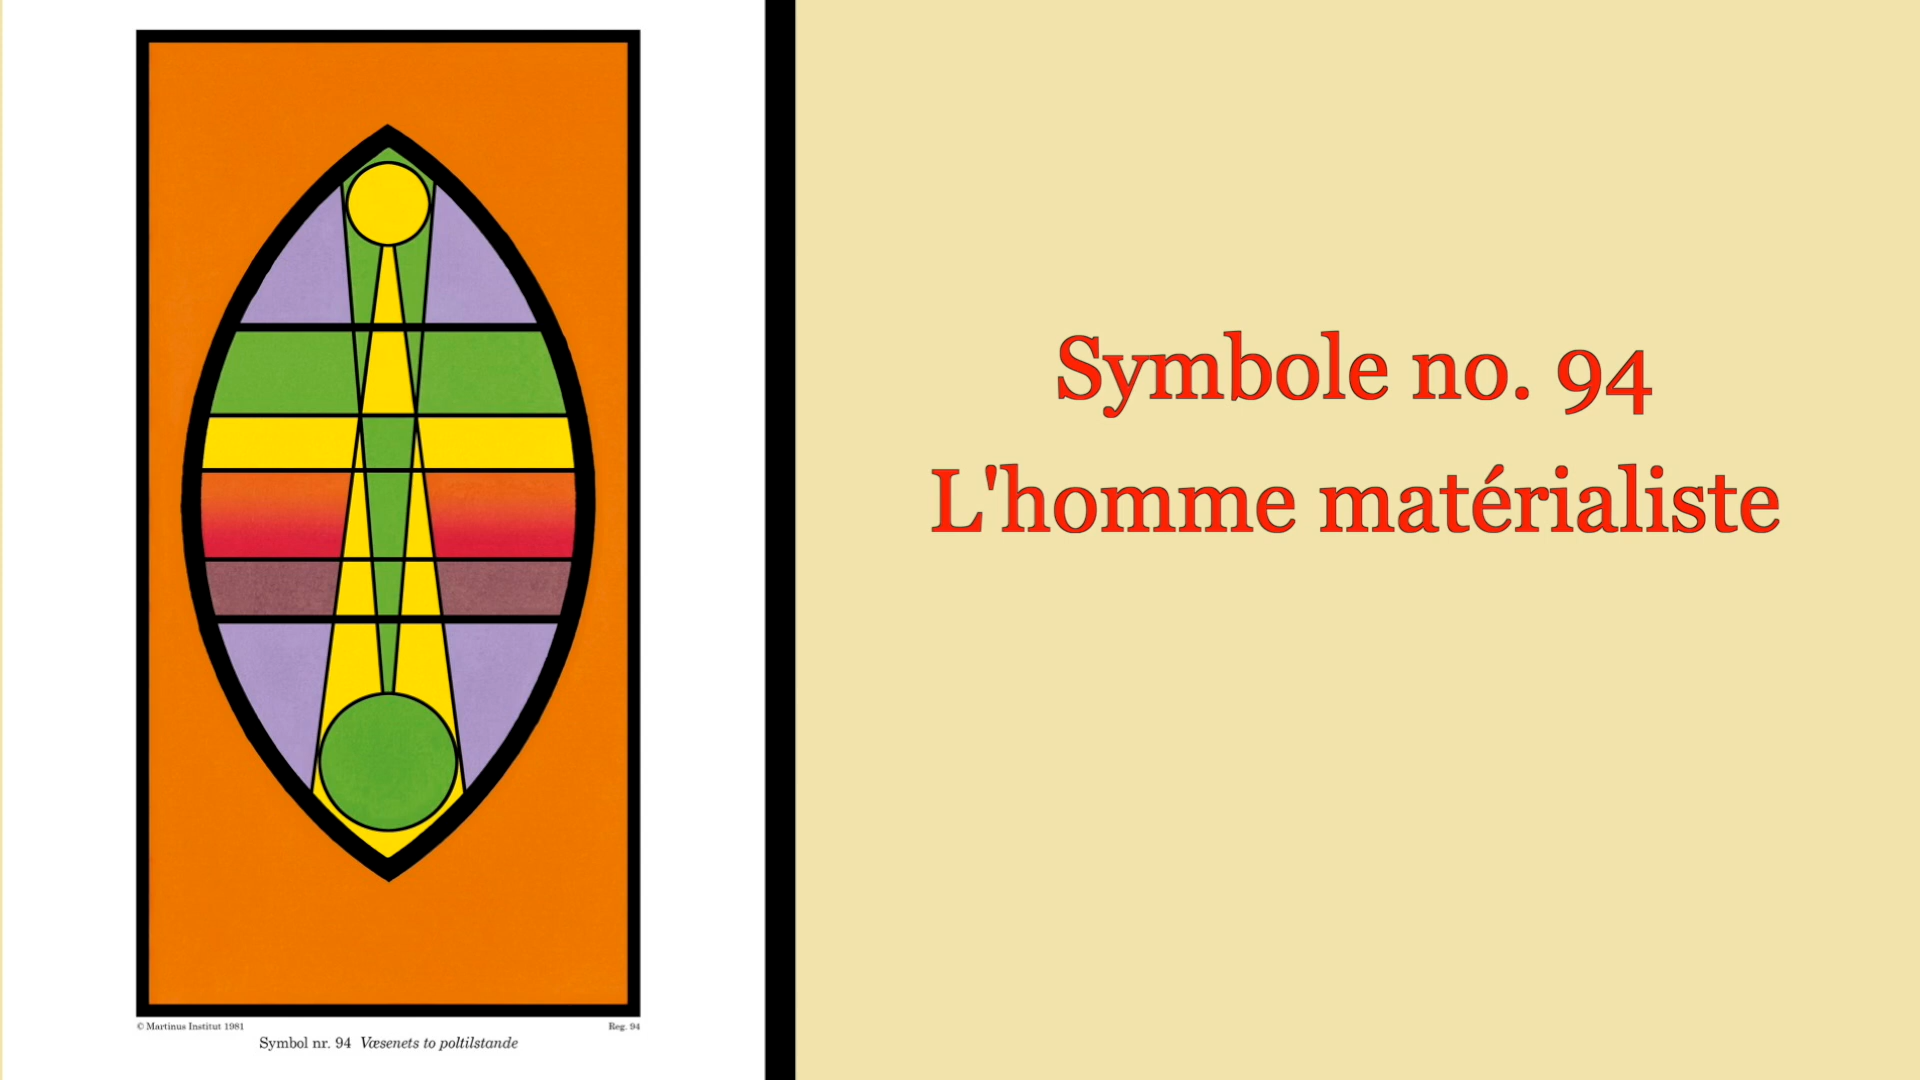 © Martinus Institut 1981
Reg. 94
Symbol nr. 94 Væsenets to poltilstande
Symbole no. 94
L'homme matérialiste